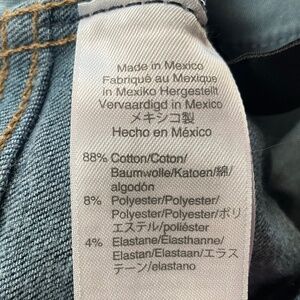 Made in Mexico
Fabriqué au Mexique
in Mexiko Hergestellt
Vervaardigd in Mexico
メキシコ製
Hecho en México
88% Cotton/Coton/
Baumwolle/Katoen/綿/
algodón
8% Polyester/Polyester/
Polyester/Polyester/ポリ
エステル/poliéster
4% Elastane/Élasthanne/
Elastan/Elastaan/エラス
テーン/elastano